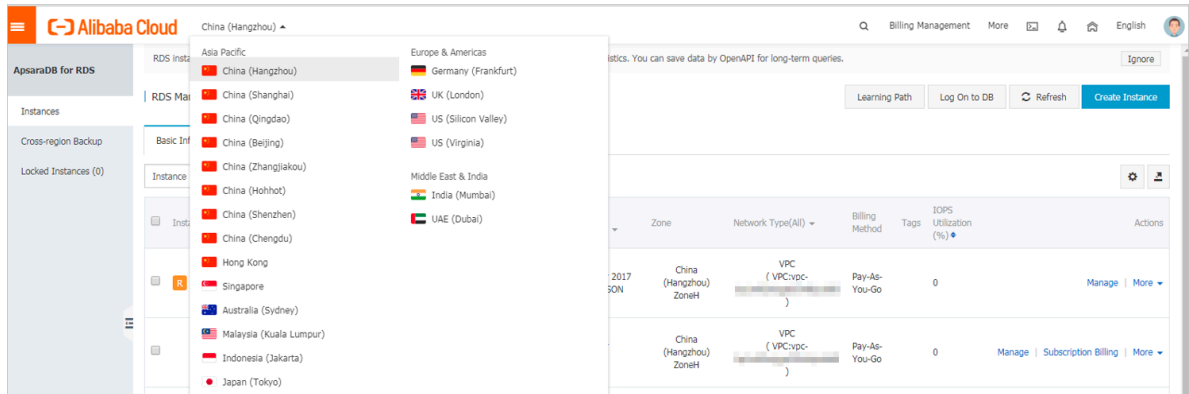 Alibaba Cloud
China (Hangzhou)
Billing Management
More
English
ApsaraDB for RDS
Instances
Cross-region Backup
Locked Instances (0)
RDS insta
istics. You can save data by OpenAPI for long-term queries.
Ignore
RDS Mar
Learning Path
Log On to DB
Refresh
Create Instance
Basic Inf
Instance
Asia Pacific
China (Hangzhou)
China (Shanghai)
China (Qingdao)
China (Beijing)
China (Zhangjiakou)
China (Hohhot)
China (Shenzhen)
China (Chengdu)
Hong Kong
Singapore
Australia (Sydney)
Malaysia (Kuala Lumpur)
Indonesia (Jakarta)
Japan (Tokyo)
Europe & Americas
Germany (Frankfurt)
UK (London)
US (Silicon Valley)
US (Virginia)
Middle East & India
India (Mumbai)
UAE (Dubai)
Insta
Zone
Network Type(All)
Billing
Method
Tags
IOPS
Utilization
(%)
Actions
R
2017
SON
China
(Hangzhou)
ZoneH
VPC
( VPC:vpc-
)
Pay-As-
You-Go
0
Manage | More
China
(Hangzhou)
ZoneH
VPC
( VPC:vpc-
)
Pay-As-
You-Go
0
Manage | Subscription Billing | More